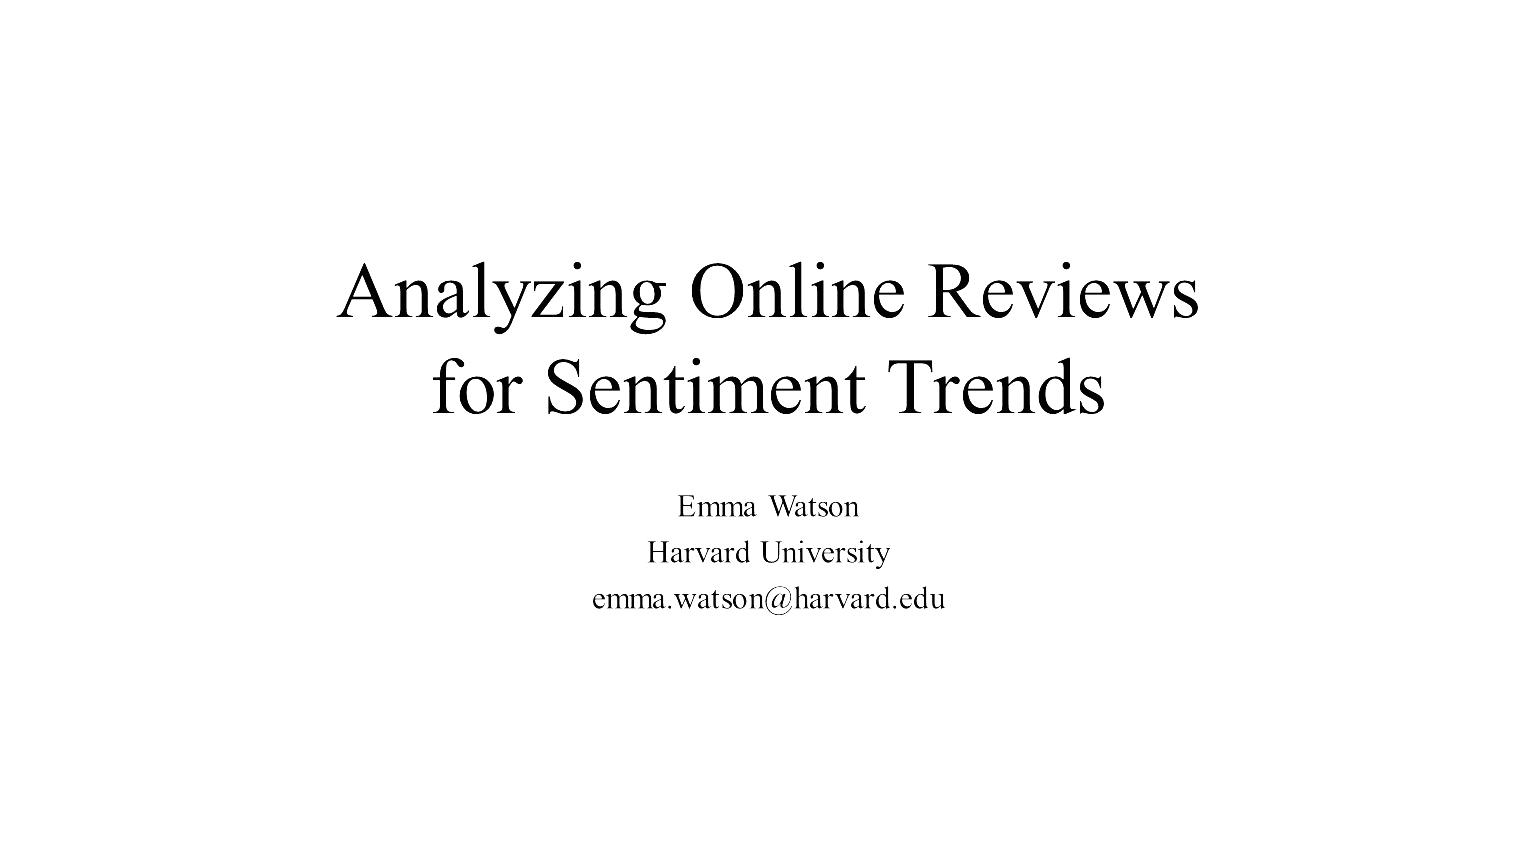 Analyzing Online Reviews
for Sentiment Trends
Emma Watson
Harvard University
emma.watson@harvard.edu